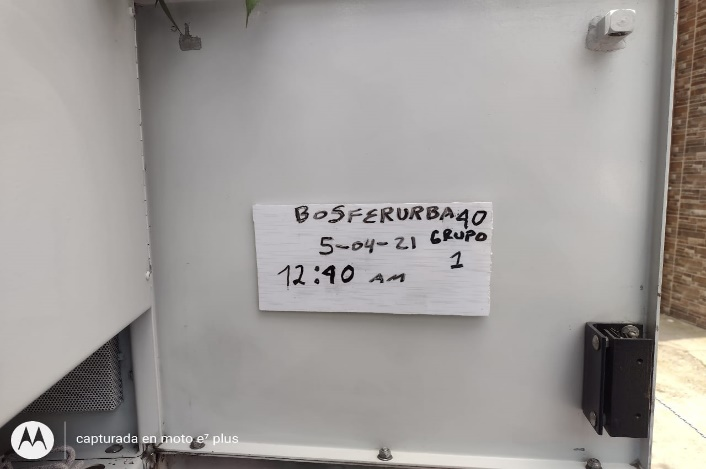 BOSFERURBA40
5-04-21 GRUPO
1
12:40 AM
capturada en moto e⁷ plus